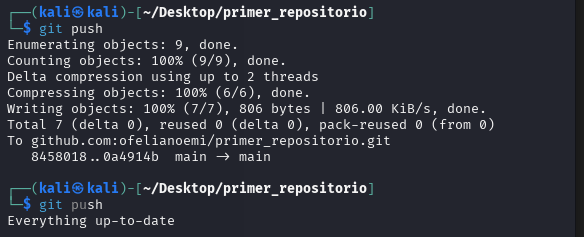 ┌──(kali㉿kali)-[~/Desktop/primer_repositorio]
└─$ git push
Enumerating objects: 9, done.
Counting objects: 100% (9/9), done.
Delta compression using up to 2 threads
Compressing objects: 100% (6/6), done.
Writing objects: 100% (7/7), 806 bytes | 806.00 KiB/s, done.
Total 7 (delta 0), reused 0 (delta 0), pack-reused 0 (from 0)
To github.com:ofelianoemi/primer_repositorio.git
   8458018..0a4914b  main -> main
┌──(kali㉿kali)-[~/Desktop/primer_repositorio]
└─$ git push
Everything up-to-date